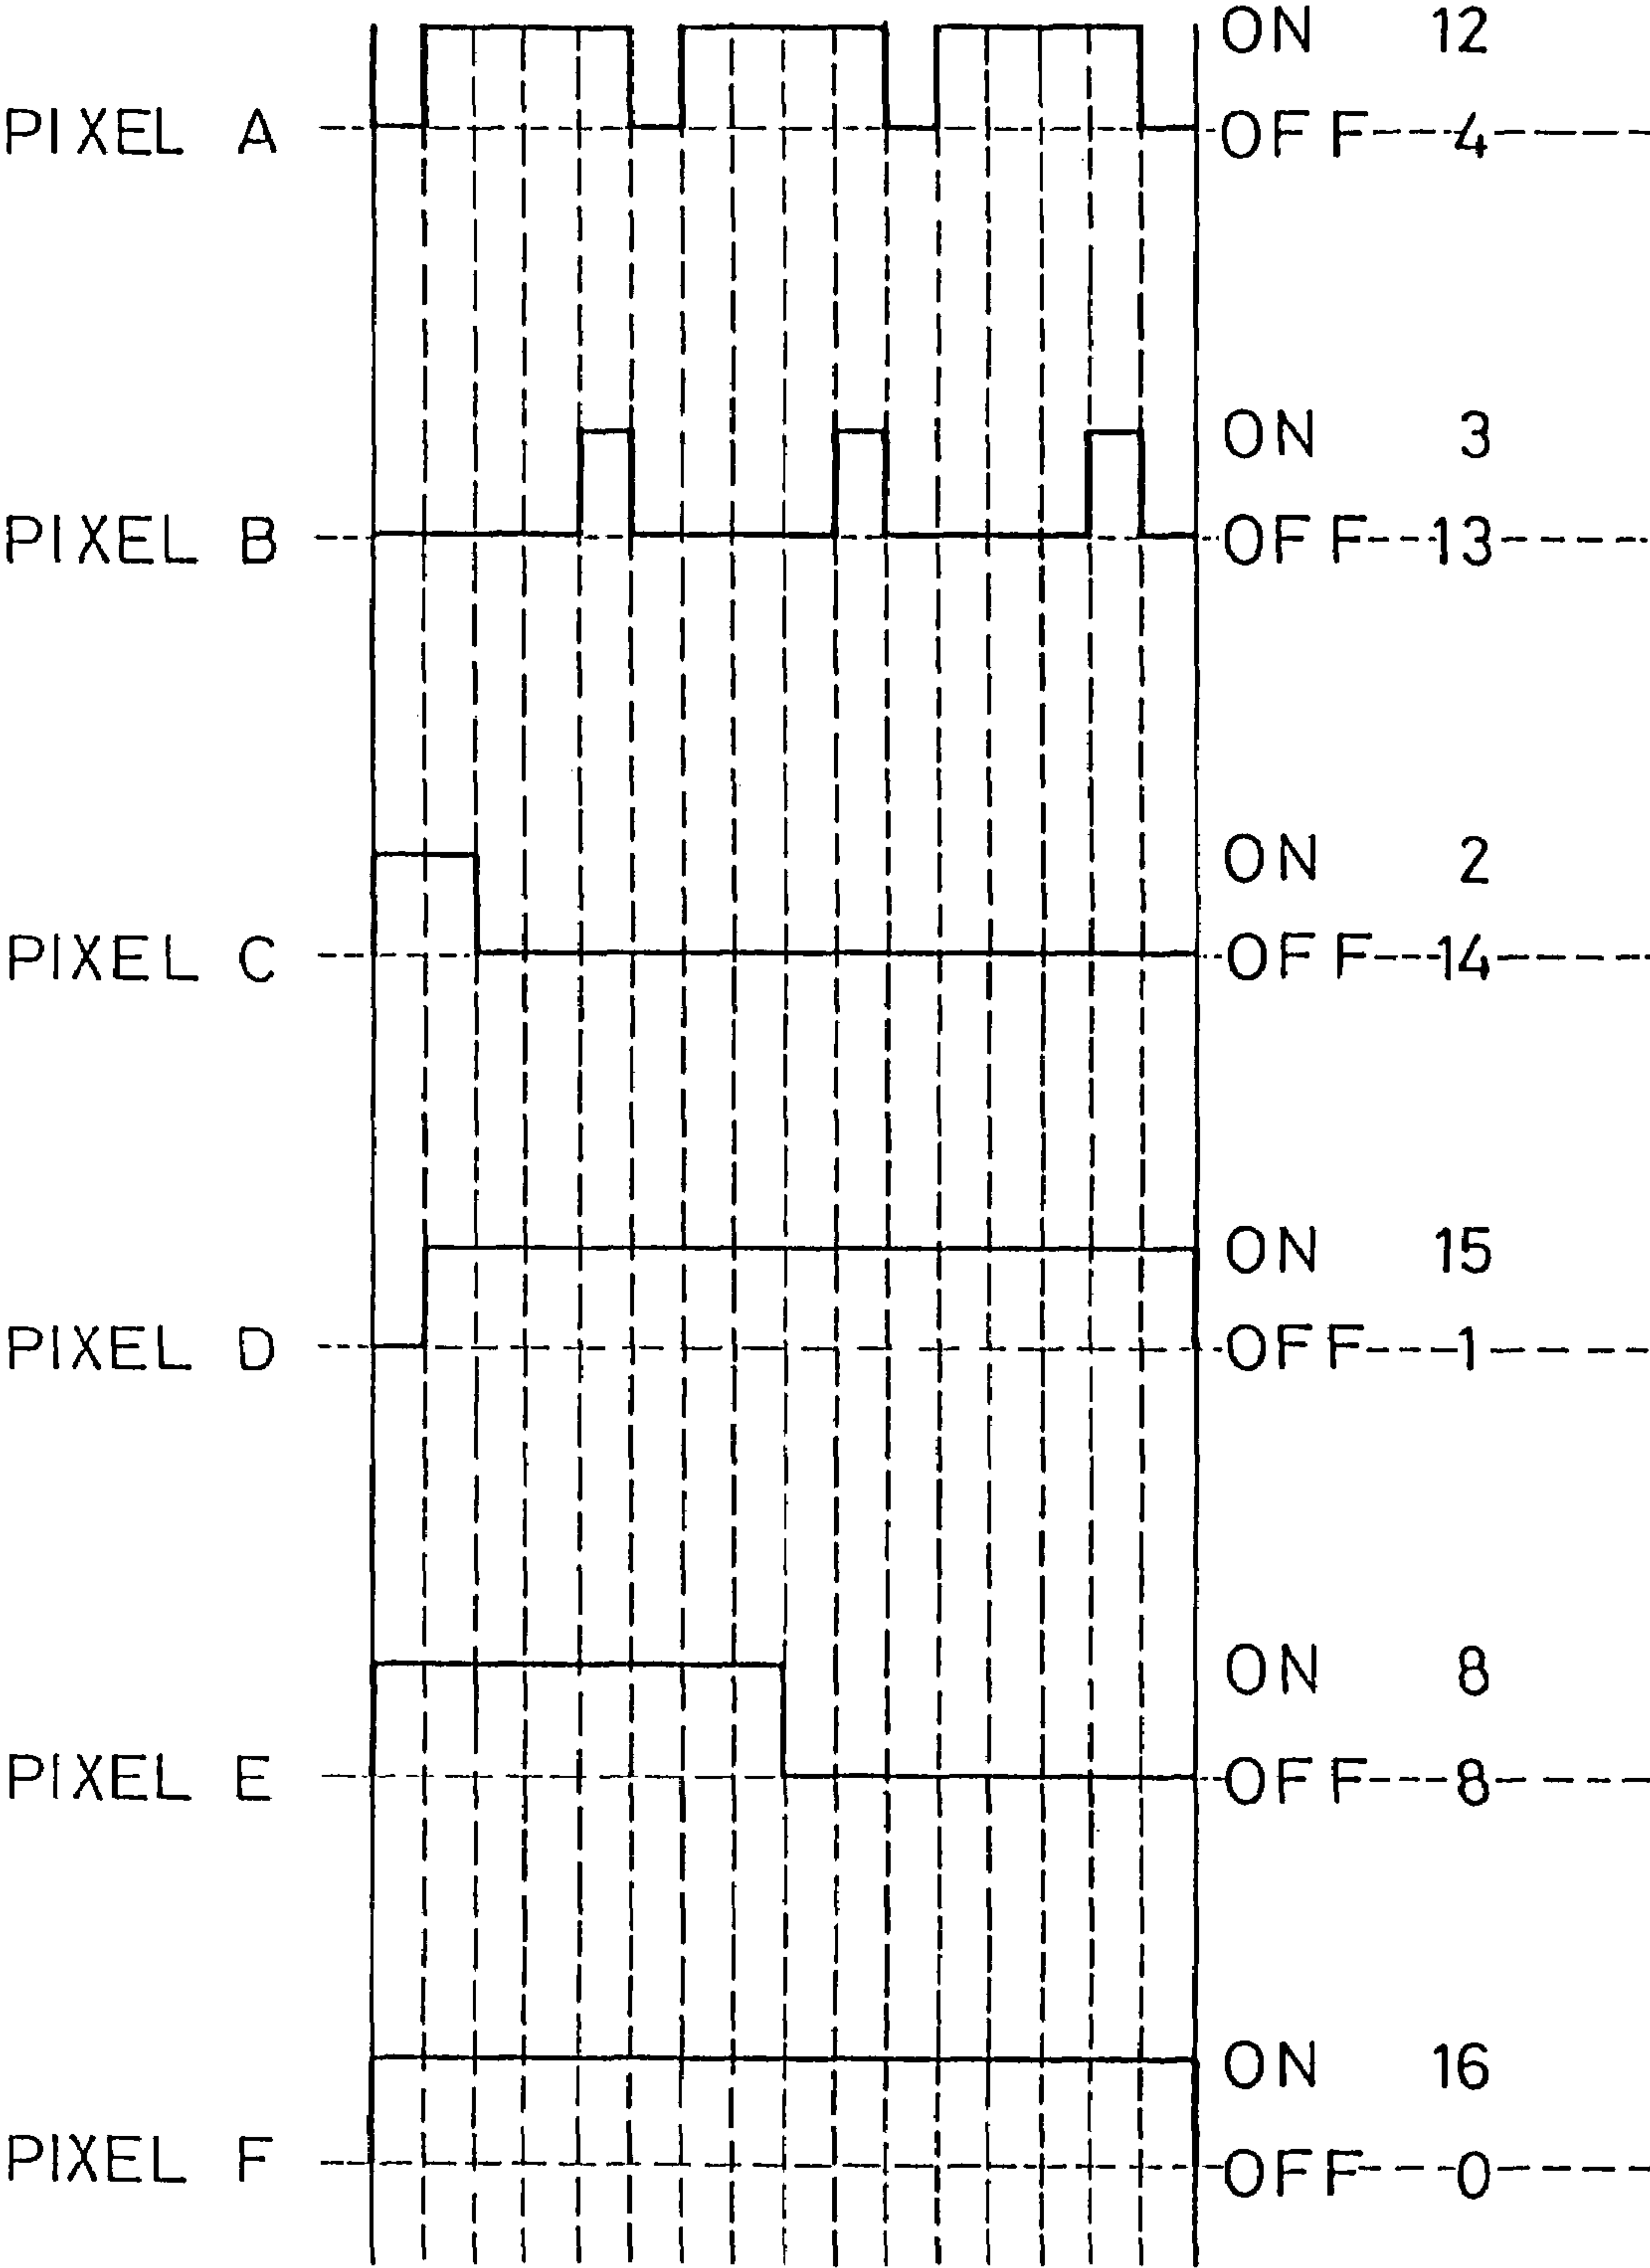 ON 12
PIXEL A OFF 4
ON 3
PIXEL B OFF 13
ON 2
PIXEL C OFF 14
ON 15
PIXEL D OFF 1
ON 8
PIXEL E OFF 8
ON 16
PIXEL F OFF 0